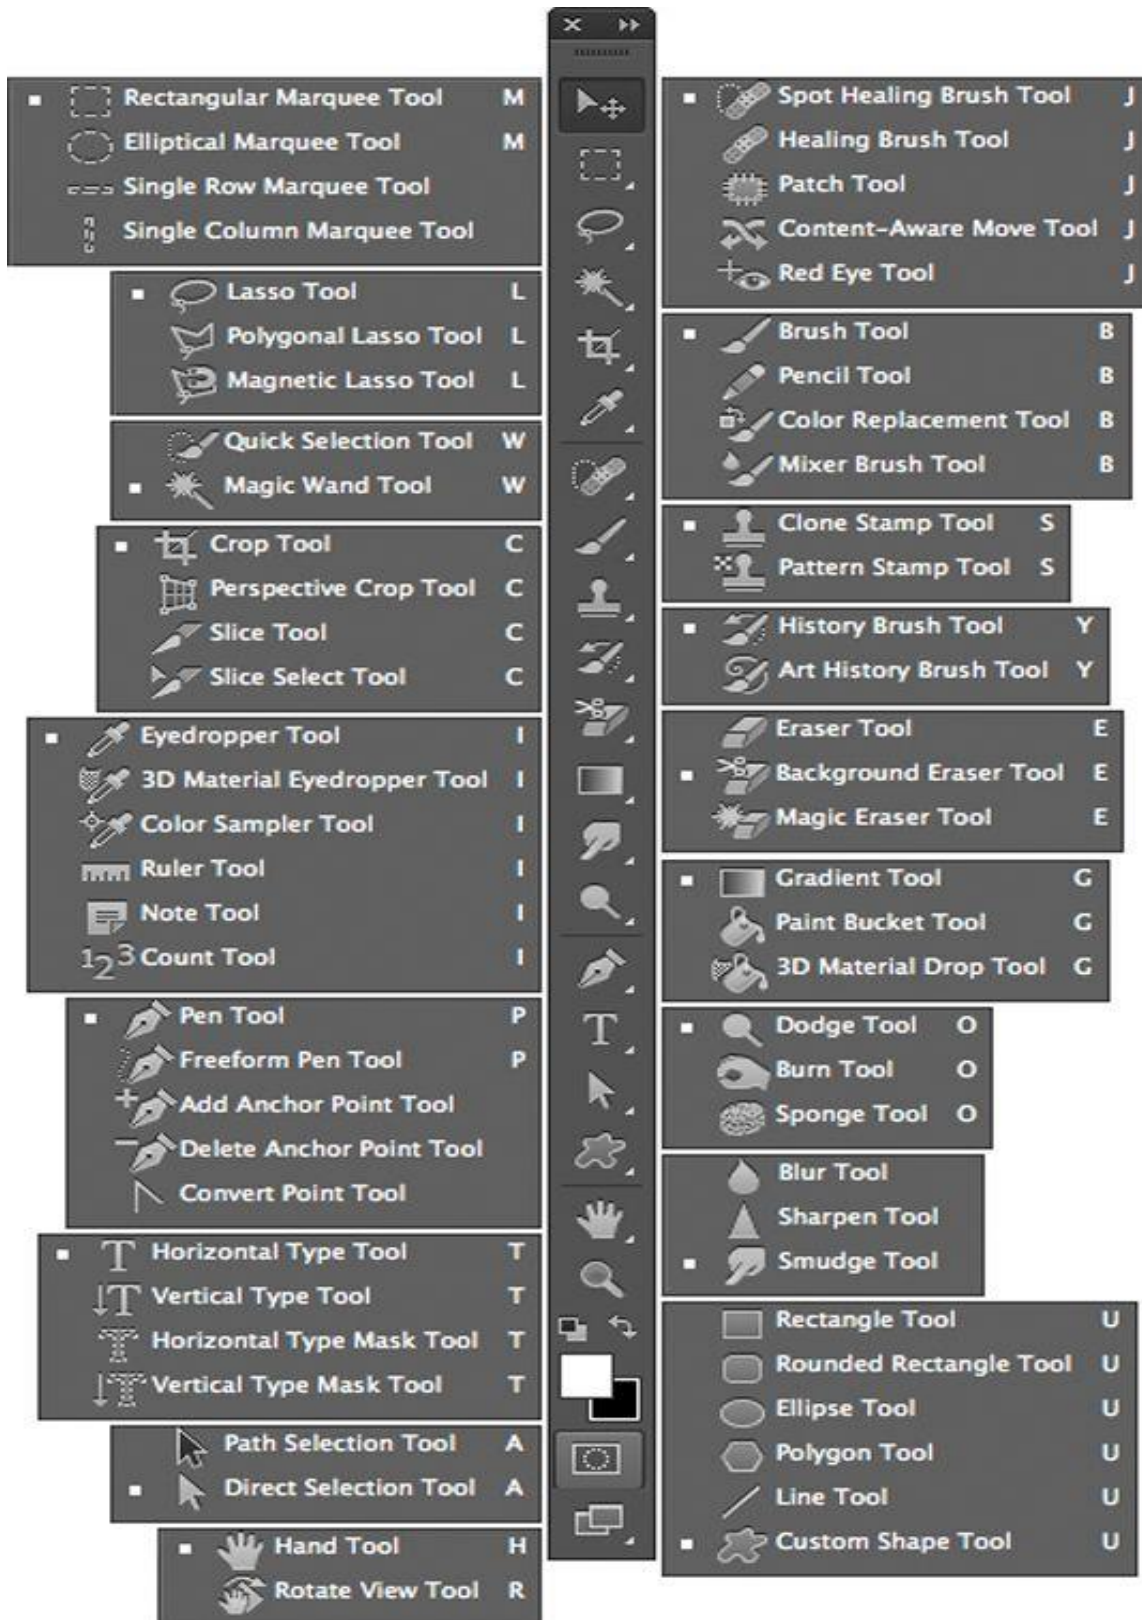 Rectangular Marquee Tool M
Elliptical Marquee Tool M
Single Row Marquee Tool
Single Column Marquee Tool
Lasso Tool L
Polygonal Lasso Tool L
Magnetic Lasso Tool L
Quick Selection Tool W
Magic Wand Tool W
Crop Tool C
Perspective Crop Tool C
Slice Tool C
Slice Select Tool C
Eyedropper Tool I
3D Material Eyedropper Tool I
Color Sampler Tool I
Ruler Tool I
Note Tool I
123 Count Tool I
Pen Tool P
Freeform Pen Tool P
Add Anchor Point Tool
Delete Anchor Point Tool
Convert Point Tool
T Horizontal Type Tool T
T Vertical Type Tool T
T Horizontal Type Mask Tool T
T Vertical Type Mask Tool T
Path Selection Tool A
Direct Selection Tool A
Hand Tool H
Rotate View Tool R
T
Spot Healing Brush Tool J
Healing Brush Tool J
Patch Tool J
Content-Aware Move Tool J
Red Eye Tool J
Brush Tool B
Pencil Tool B
Color Replacement Tool B
Mixer Brush Tool B
Clone Stamp Tool S
Pattern Stamp Tool S
History Brush Tool Y
Art History Brush Tool Y
Eraser Tool E
Background Eraser Tool E
Magic Eraser Tool E
Gradient Tool G
Paint Bucket Tool G
3D Material Drop Tool G
Dodge Tool O
Burn Tool O
Sponge Tool O
Blur Tool
Sharpen Tool
Smudge Tool
Rectangle Tool U
Rounded Rectangle Tool U
Ellipse Tool U
Polygon Tool U
Line Tool U
Custom Shape Tool U